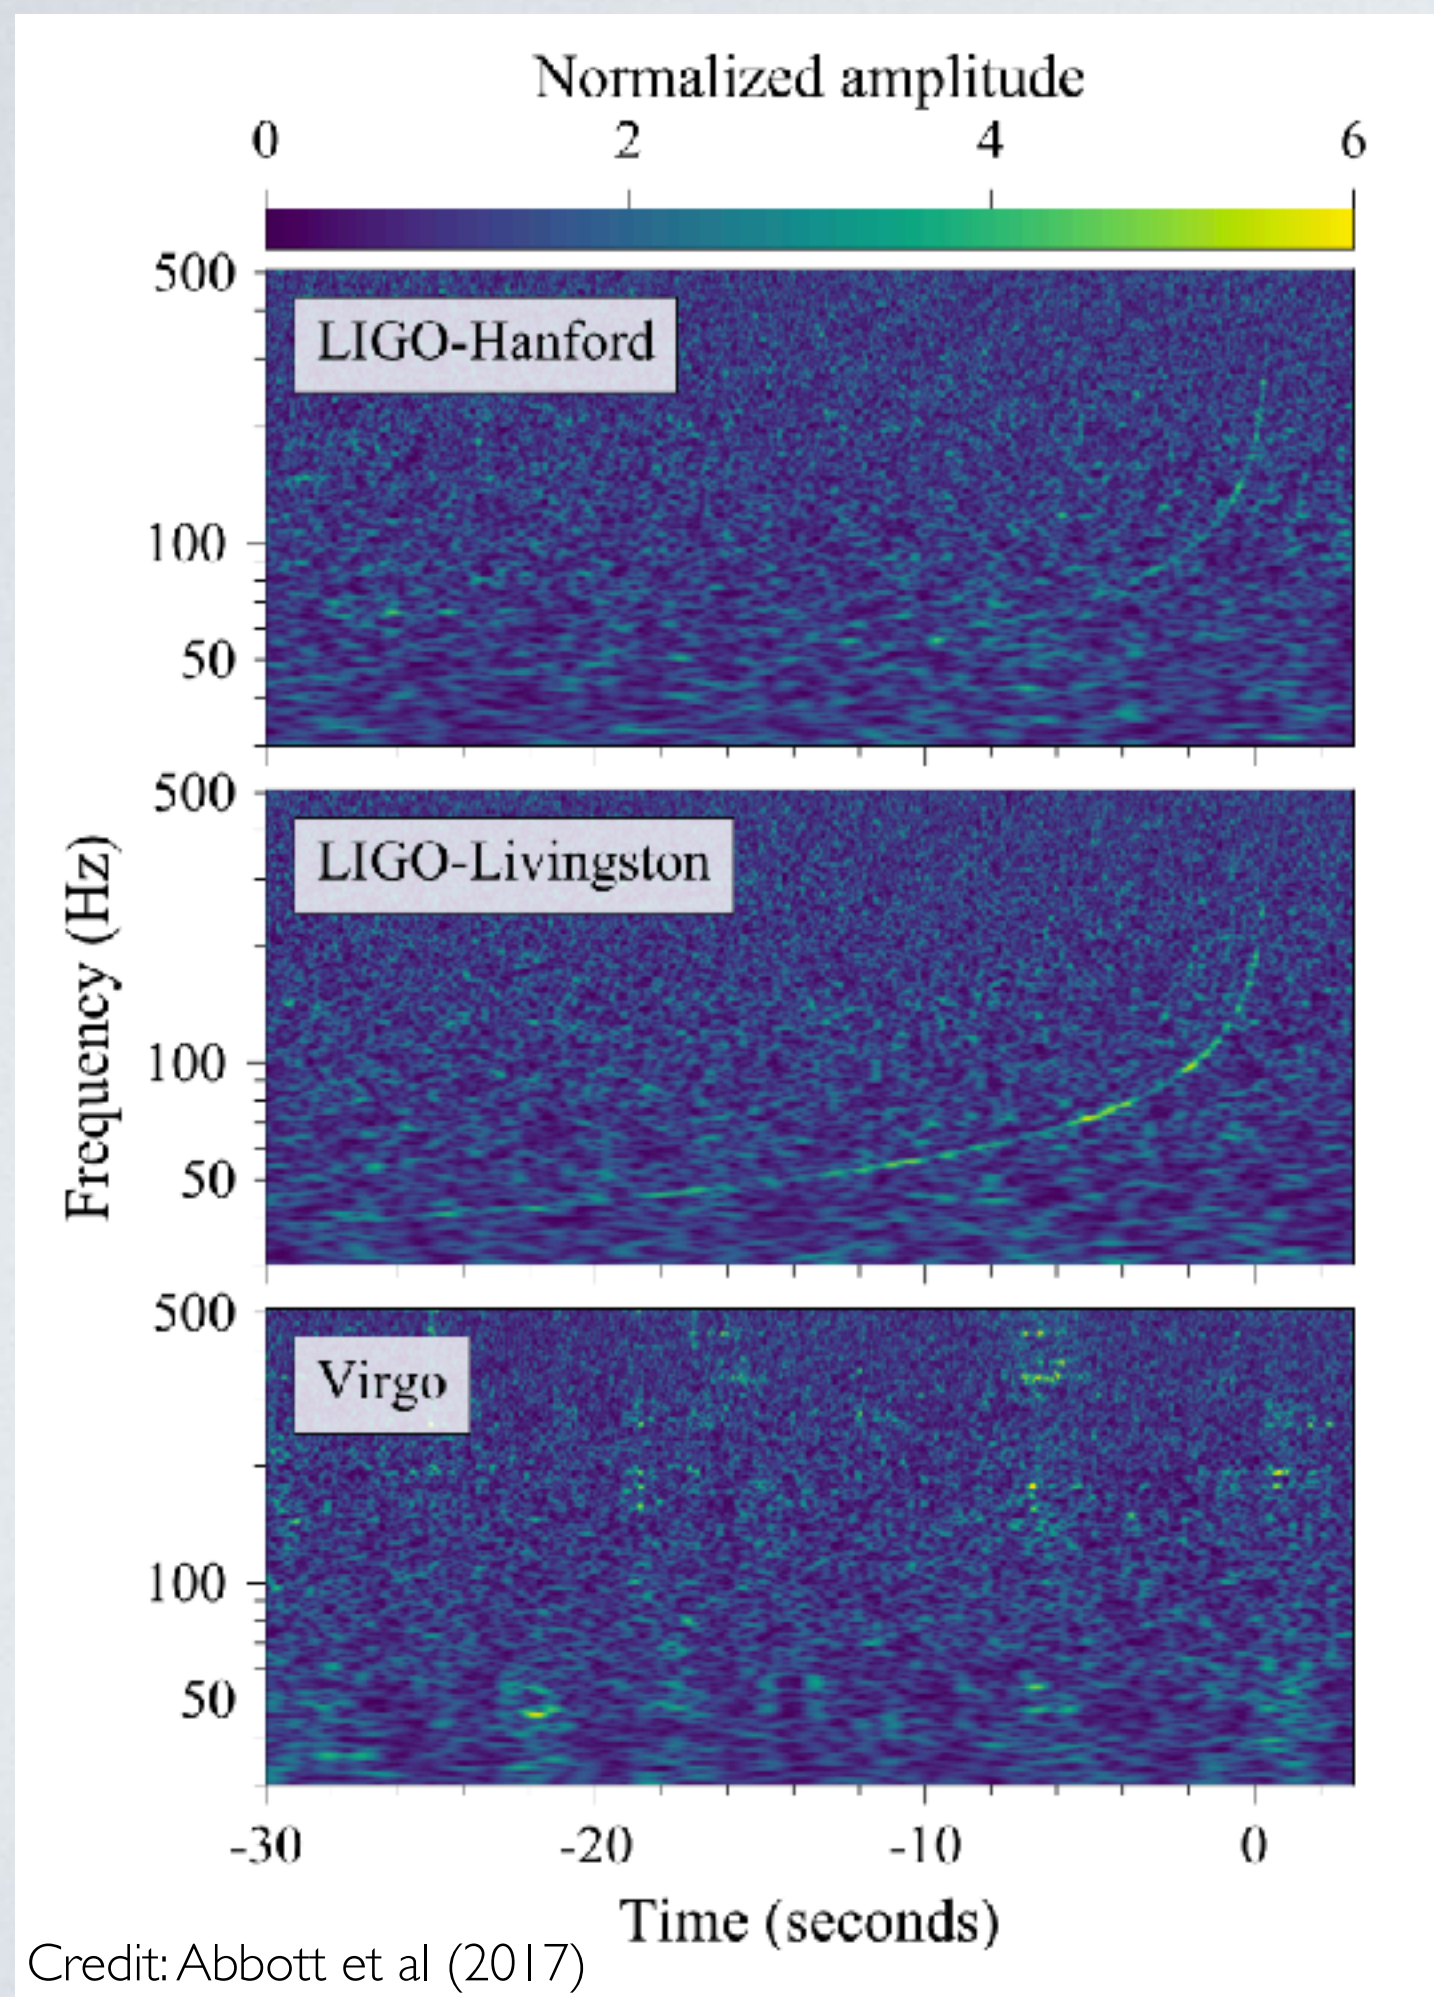 Normalized amplitude
0 2 4 6
500
LIGO-Hanford
100
50
500
LIGO-Livingston
100
50
Frequency (Hz)
500
Virgo
100
50
-30 -20 -10 0
Time (seconds)
Credit: Abbott et al (2017)